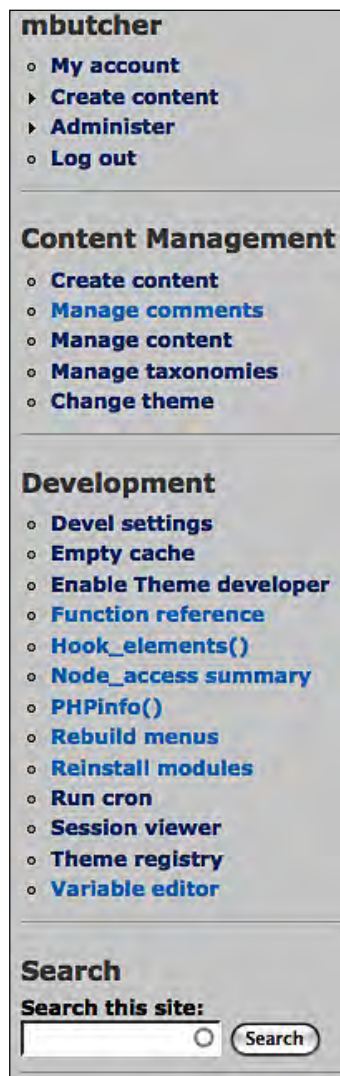 mbutcher
My account
Create content
Administer
Log out
Content Management
Create content
Manage comments
Manage content
Manage taxonomies
Change theme
Development
Devel settings
Empty cache
Enable Theme developer
Function reference
Hook_elements()
Node_access summary
PHPinfo()
Rebuild menus
Reinstall modules
Run cron
Session viewer
Theme registry
Variable editor
Search
Search this site:
Search